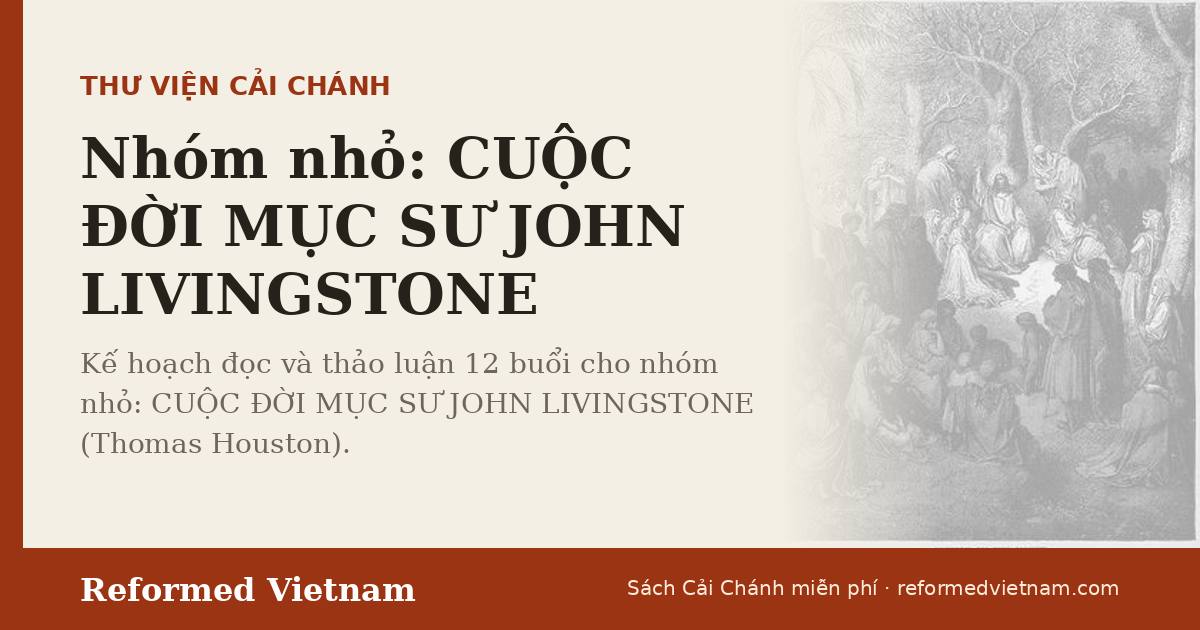 THƯ VIỆN CẢI CHÁNH
Nhóm nhỏ: CUỘC
ĐỜI MỤC SƯ JOHN
LIVINGSTONE
Kế hoạch đọc và thảo luận 12 buổi cho nhóm
nhỏ: CUỘC ĐỜI MỤC SƯ JOHN LIVINGSTONE
(Thomas Houston).
Reformed Vietnam
Sách Cải Chánh miễn phí · reformedvietnam.com